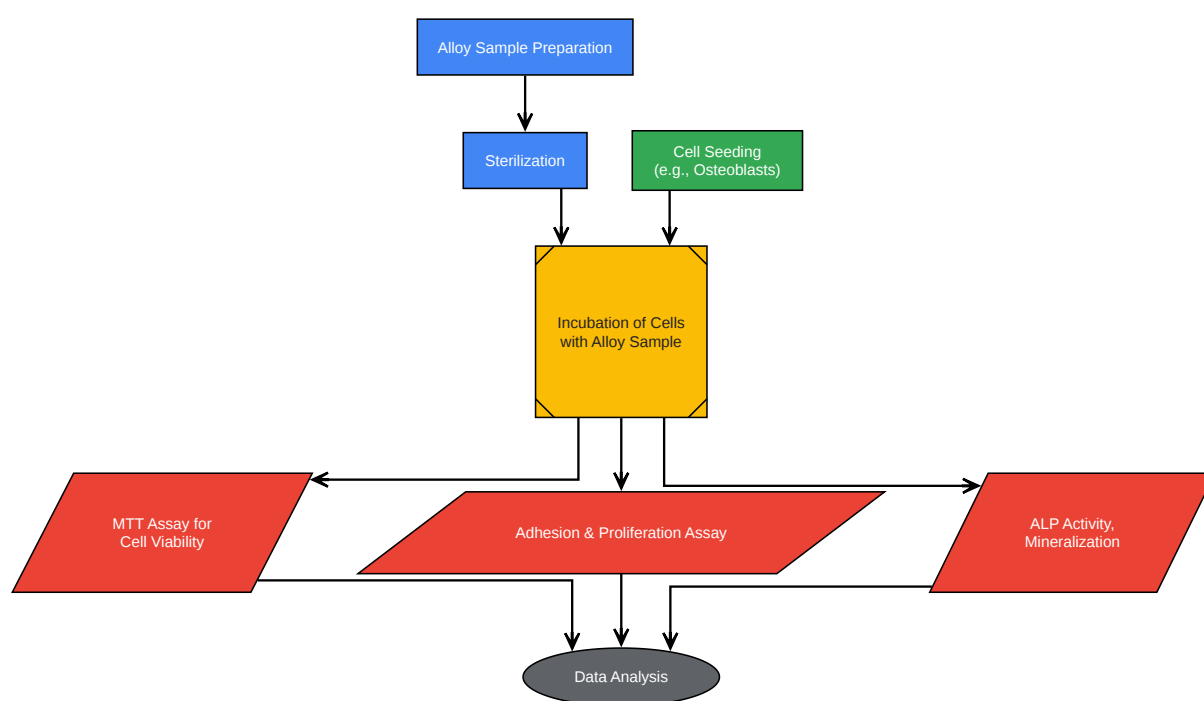 Alloy Sample Preparation
Sterilization
Cell Seeding
(e.g., Osteoblasts)
Incubation of Cells
with Alloy Sample
MTT Assay for
Cell Viability
Adhesion & Proliferation Assay
ALP Activity,
Mineralization
Data Analysis